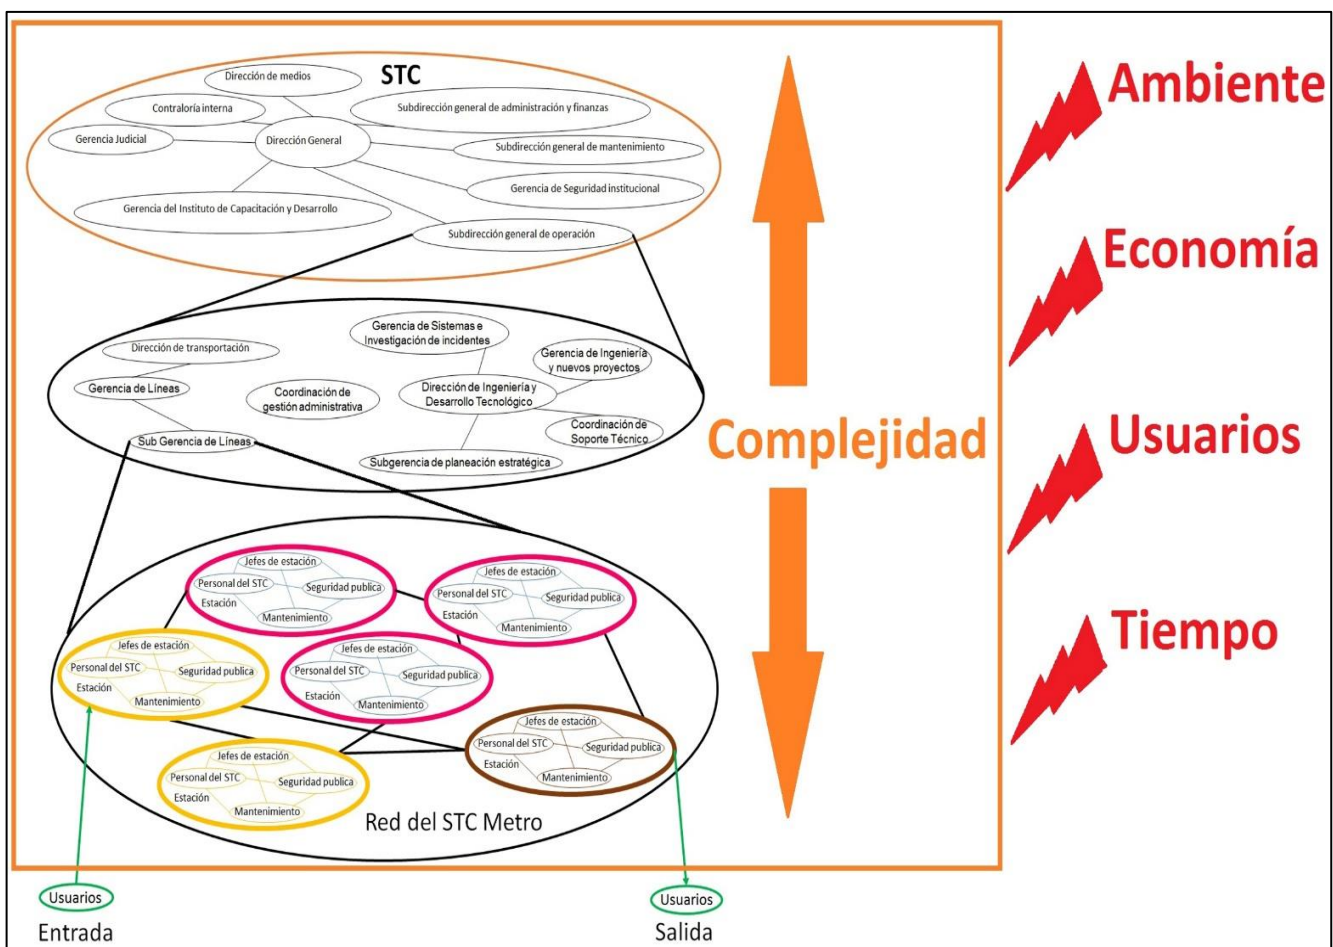 STC
Dirección de medios
Contraloría interna
Subdirección general de administración y finanzas
Gerencia Judicial
Dirección General
Subdirección general de mantenimiento
Gerencia de Seguridad institucional
Gerencia del Instituto de Capacitación y Desarrollo
Subdirección general de operación
Gerencia de Sistemas e
Investigación de incidentes
Dirección de transportación
Gerencia de Ingeniería
y nuevos proyectos
Gerencia de Líneas
Coordinación de
gestión administrativa
Dirección de Ingeniería y
Desarrollo Tecnológico
Coordinación de
Soporte Técnico
Sub Gerencia de Líneas
Subgerencia de planeación estratégica
Jefes de estación
Personal del STC
Seguridad publica
Estación
Mantenimiento
Jefes de estación
Personal del STC
Seguridad publica
Estación
Mantenimiento
Jefes de estación
Personal del STC
Seguridad publica
Estación
Mantenimiento
Jefes de estación
Personal del STC
Seguridad publica
Estación
Mantenimiento
Jefes de estación
Personal del STC
Seguridad publica
Estación
Mantenimiento
Jefes de estación
Personal del STC
Seguridad publica
Estación
Mantenimiento
Red del STC Metro
Usuarios
Entrada
Usuarios
Salida
Complejidad
Ambiente
Economía
Usuarios
Tiempo